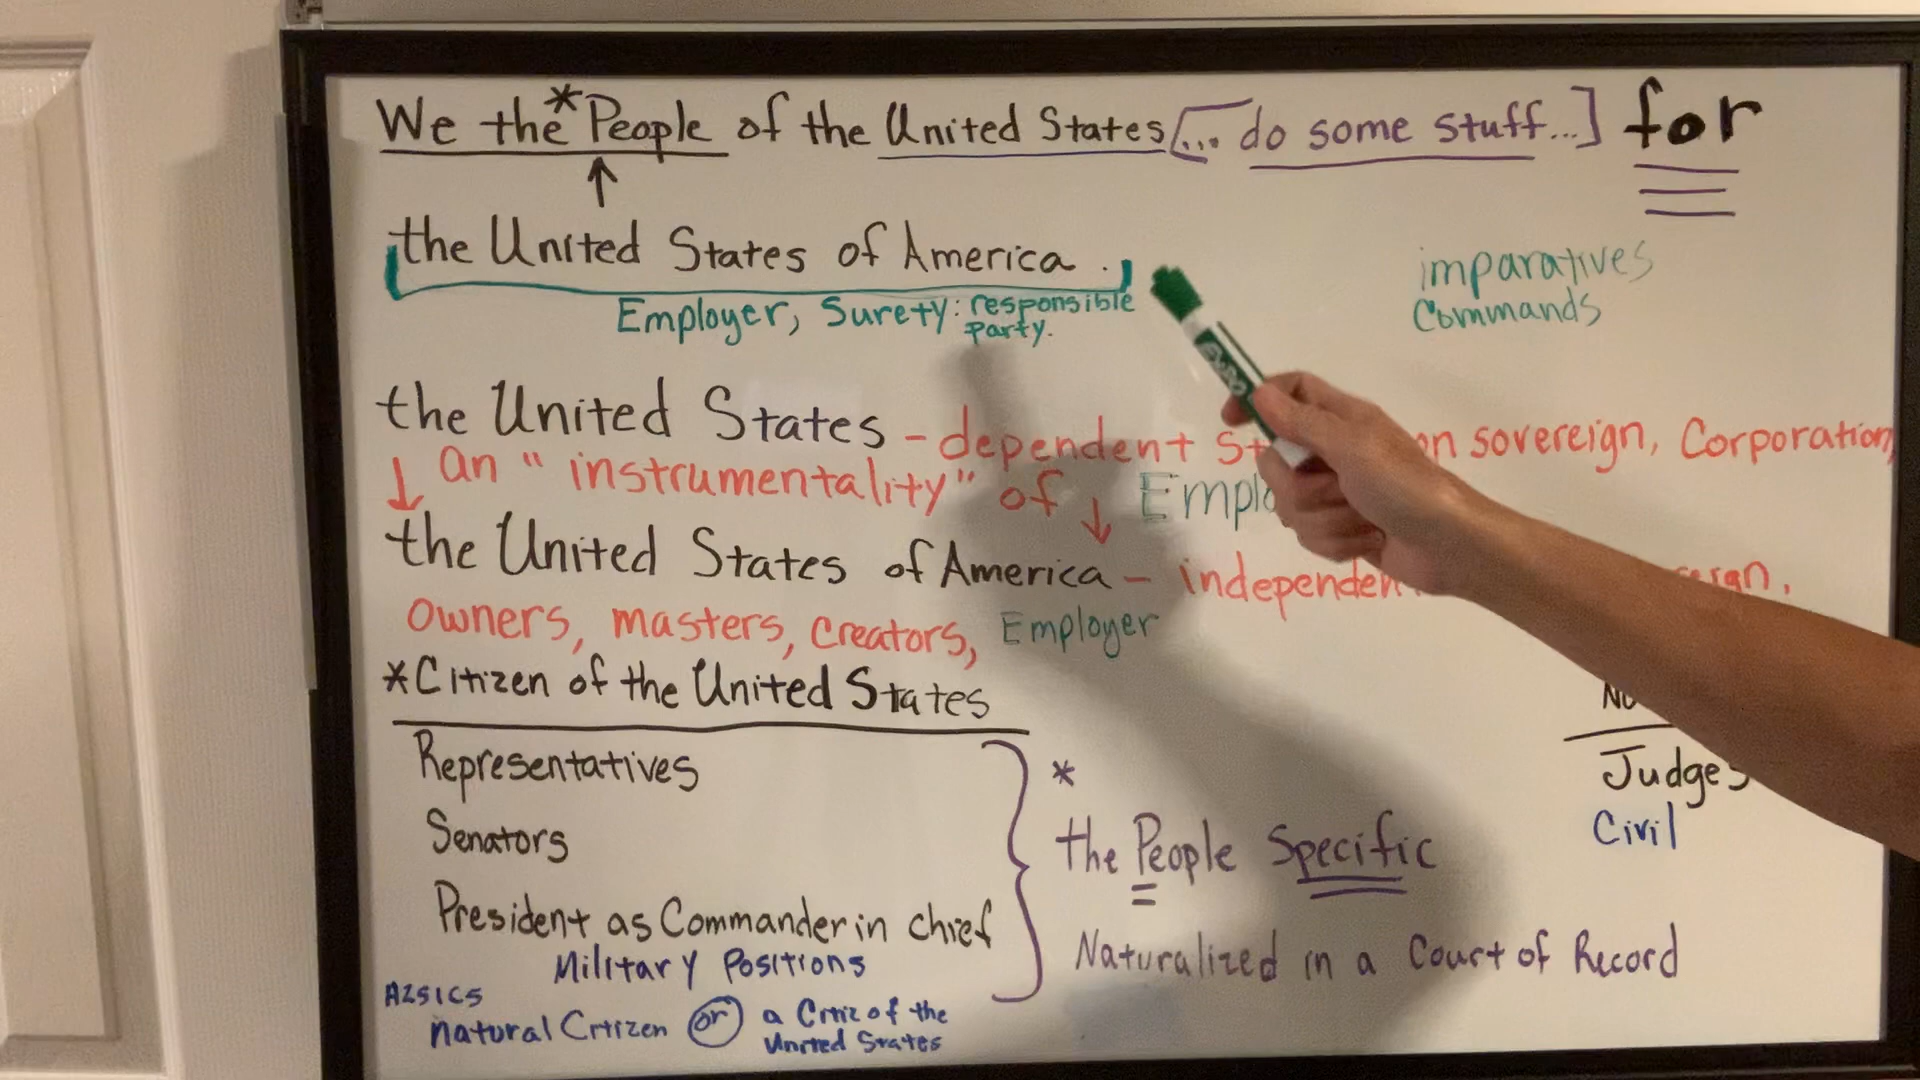 We the * People of the United States [... do some stuff...] for
the United States of America .
imparatives
Commands
Employer, Surety: responsible
party.
the United States - dependent on sovereign, Corporation,
↓ an "instrumentality" of ↓
the United States of America - independent
owners, masters, creators, Employer
*Citizen of the United States
Representatives
Senators
President as Commander in chief
Military Positions
A2S1C5
natural Citizen or a Citiz of the
United States
*
the People Specific
Naturalized in a Court of Record
Judges
Civil
EXPO